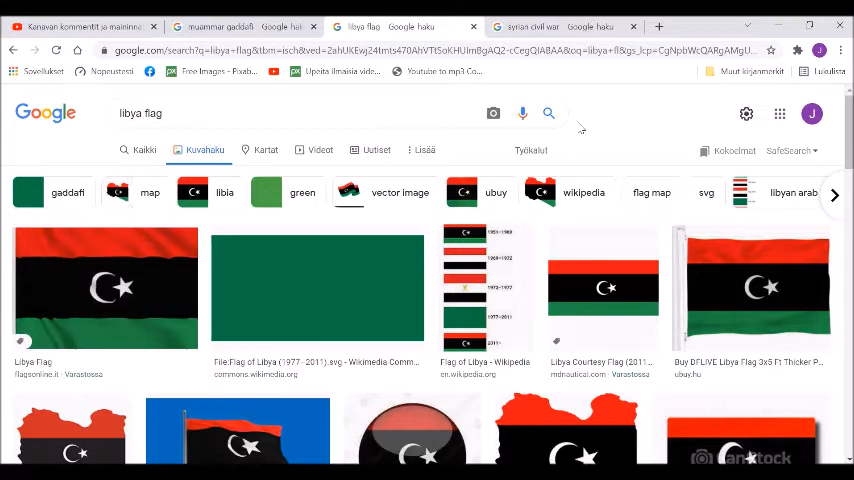 Kanavan kommentit ja maininna
muammar gaddafi - Google hal
libya flag - Google haku
syrian civil war - Google haku
google.com/search?q=libya+flag&tbm=isch&ved=2ahUKEwj24tmts470AhVTtSoKHUImBgAQ2-cCegQIABAA&oq=libya+fl&gs_lcp=CgNpbWcQARgAMgU...
Sovellukset
Nopeustesti
Free Images - Pixab...
Upeita ilmaisia vide...
Youtube to mp3 Co...
Muut kirjanmerkit
Lukulista
Google
libya flag
J
Kaikki
Kuvahaku
Kartat
Videot
Uutiset
Lisää
Työkalut
Kokoelmat
SafeSearch
gaddafi
map
libia
green
vector image
ubuy
wikipedia
flag map
svg
libyan arab
1951-1969
1969-1972
1972-1977
1977-2011
2011-
Libya Flag
flagsonline.it · Varastossa
File:Flag of Libya (1977–2011).svg - Wikimedia Comm...
commons.wikimedia.org
Flag of Libya - Wikipedia
en.wikipedia.org
Libya Courtesy Flag (2011...
mdnautical.com · Varastossa
Buy DFLIVE Libya Flag 3x5 Ft Thicker P...
ubuy.hu
CanStock